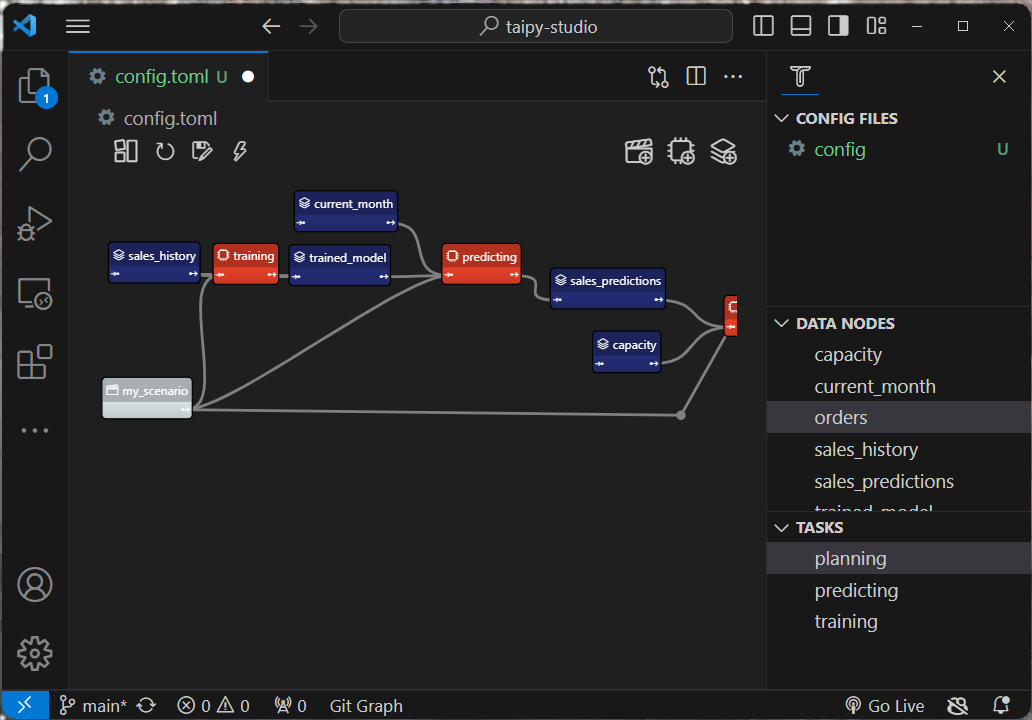 taipy-studio
config.toml U
config.toml
CONFIG FILES
config U
1
current_month
sales_history
training
trained_model
predicting
sales_predictions
capacity
my_scenario
DATA NODES
capacity
current_month
orders
sales_history
sales_predictions
trained_model
TASKS
planning
predicting
training
main* 0 0 0 Git Graph Go Live